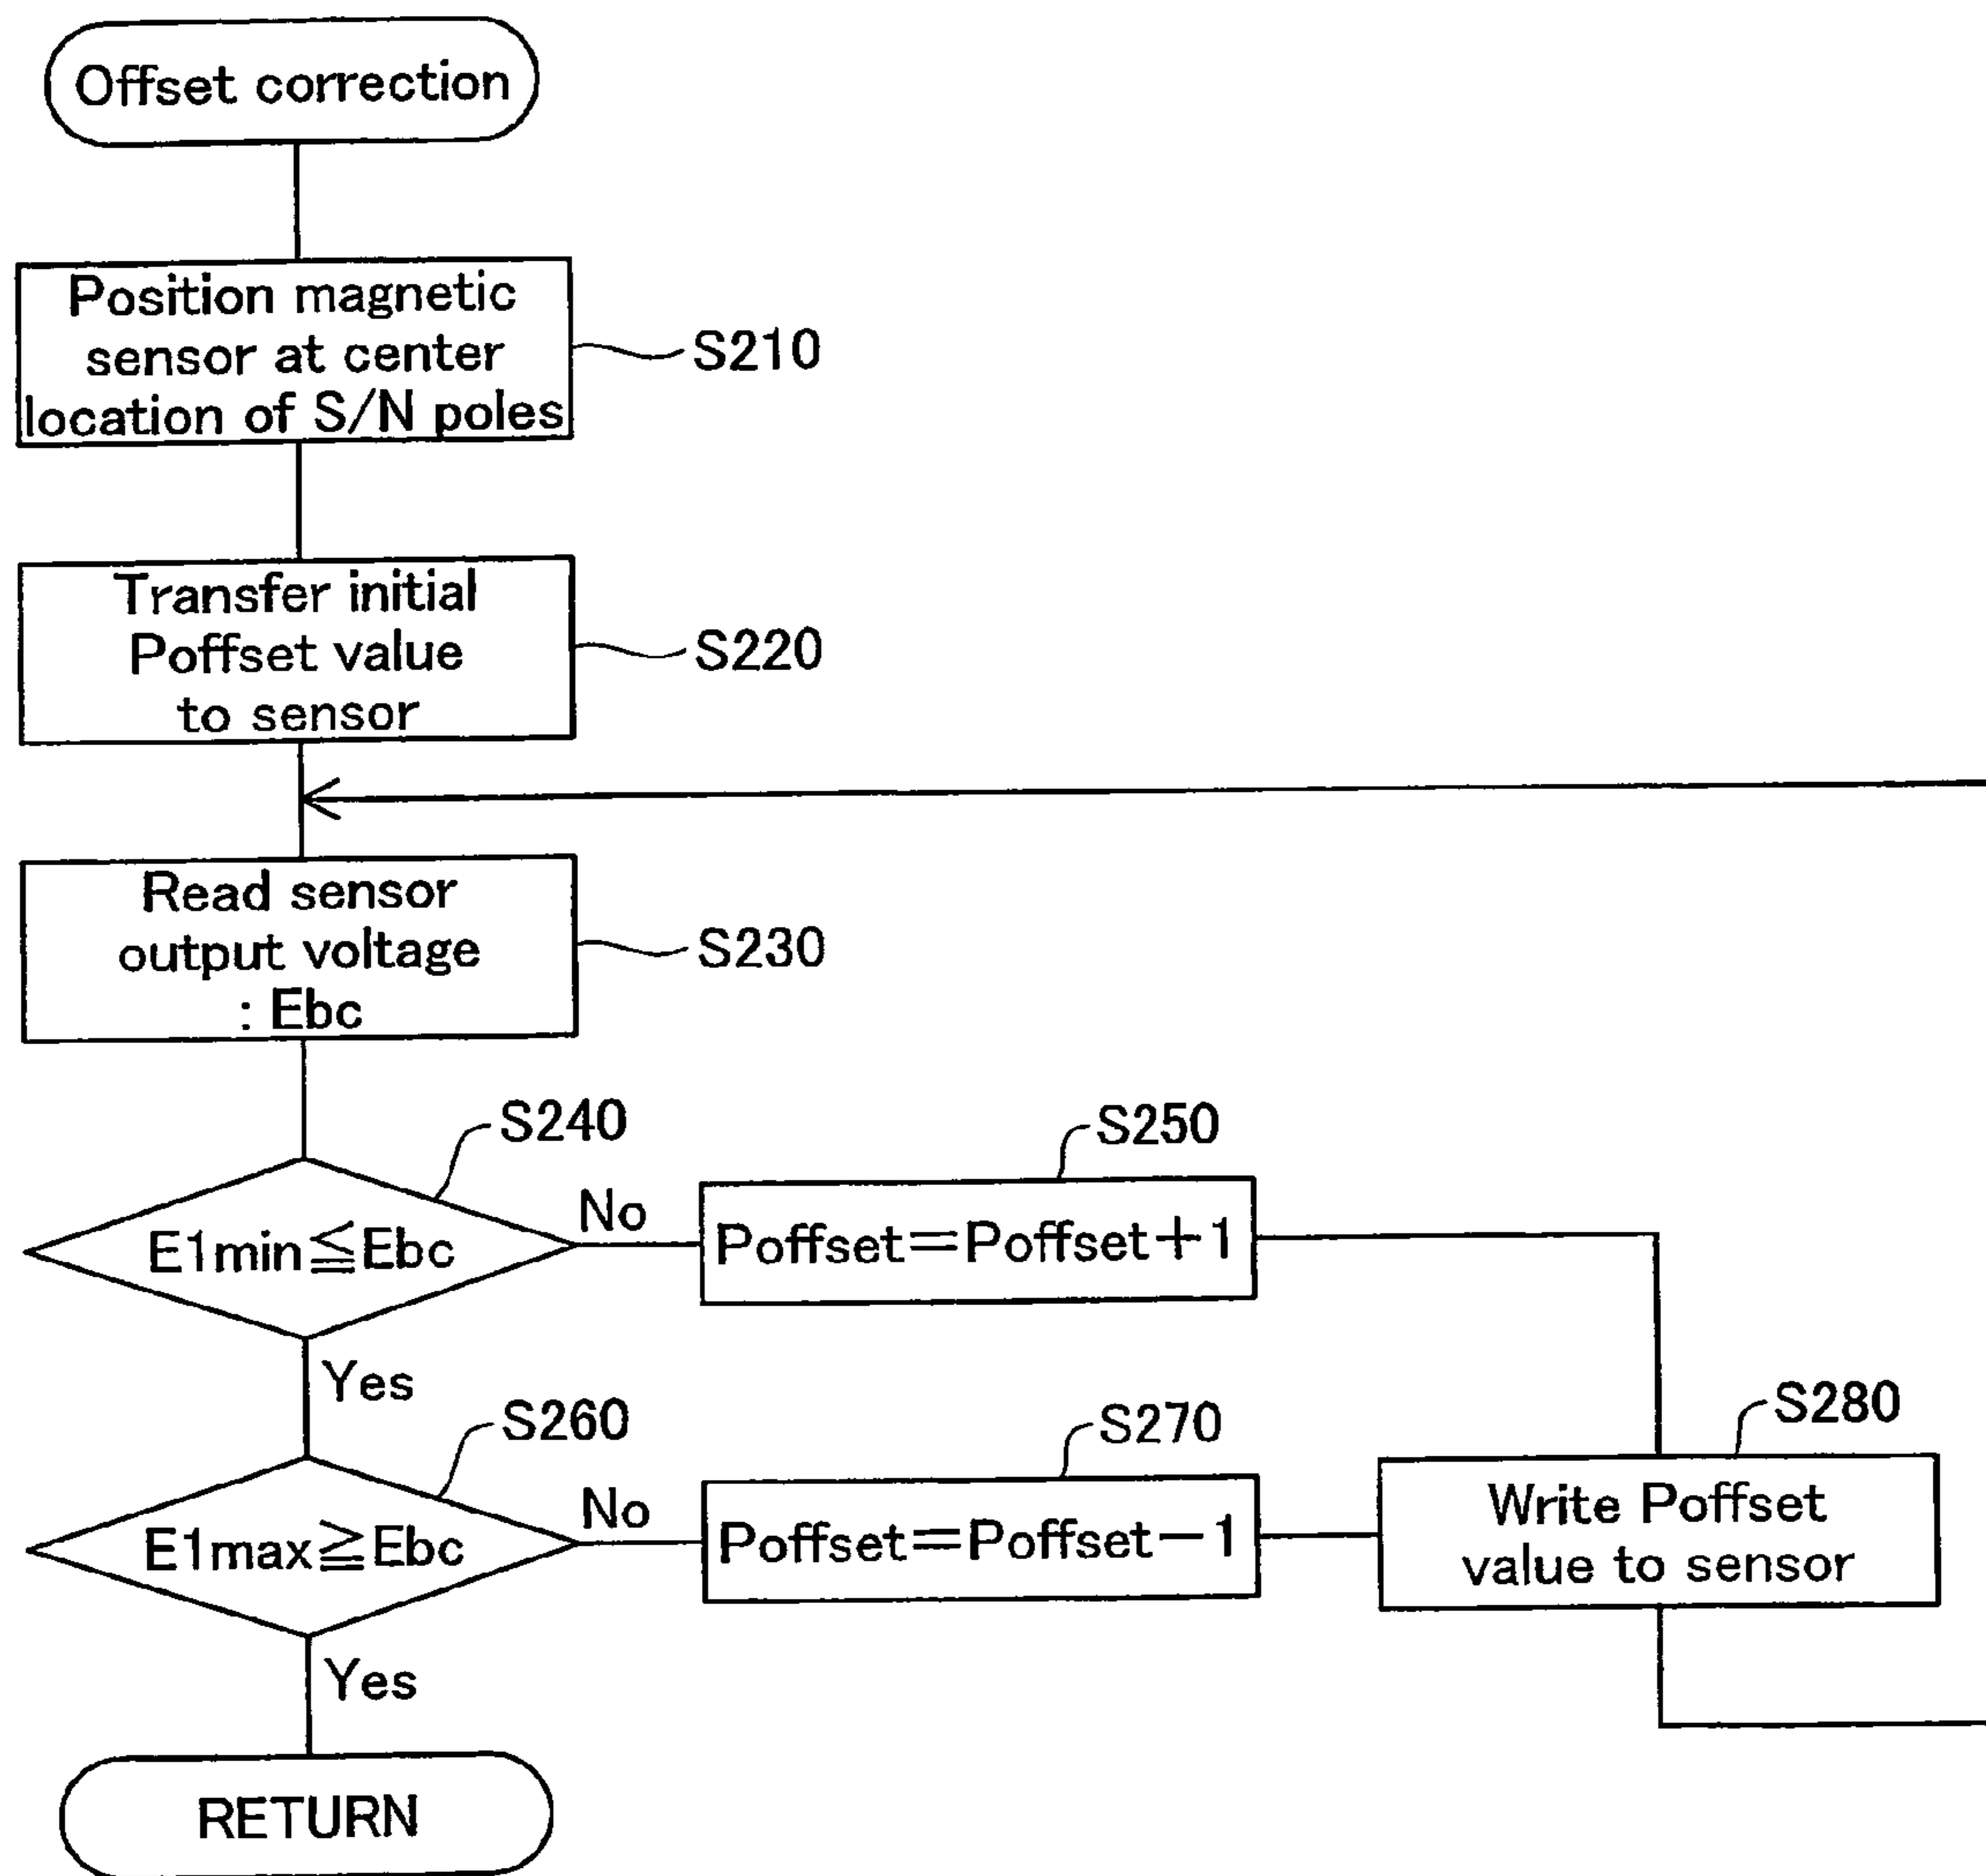 Offset correction
Position magnetic
sensor at center
location of S/N poles
S210
Transfer initial
Poffset value
to sensor
S220
Read sensor
output voltage
: Ebc
S230
S240
E1min≦Ebc
No
S250
Poffset=Poffset+1
Yes
S260
E1max≧Ebc
No
S270
Poffset=Poffset−1
S280
Write Poffset
value to sensor
Yes
RETURN